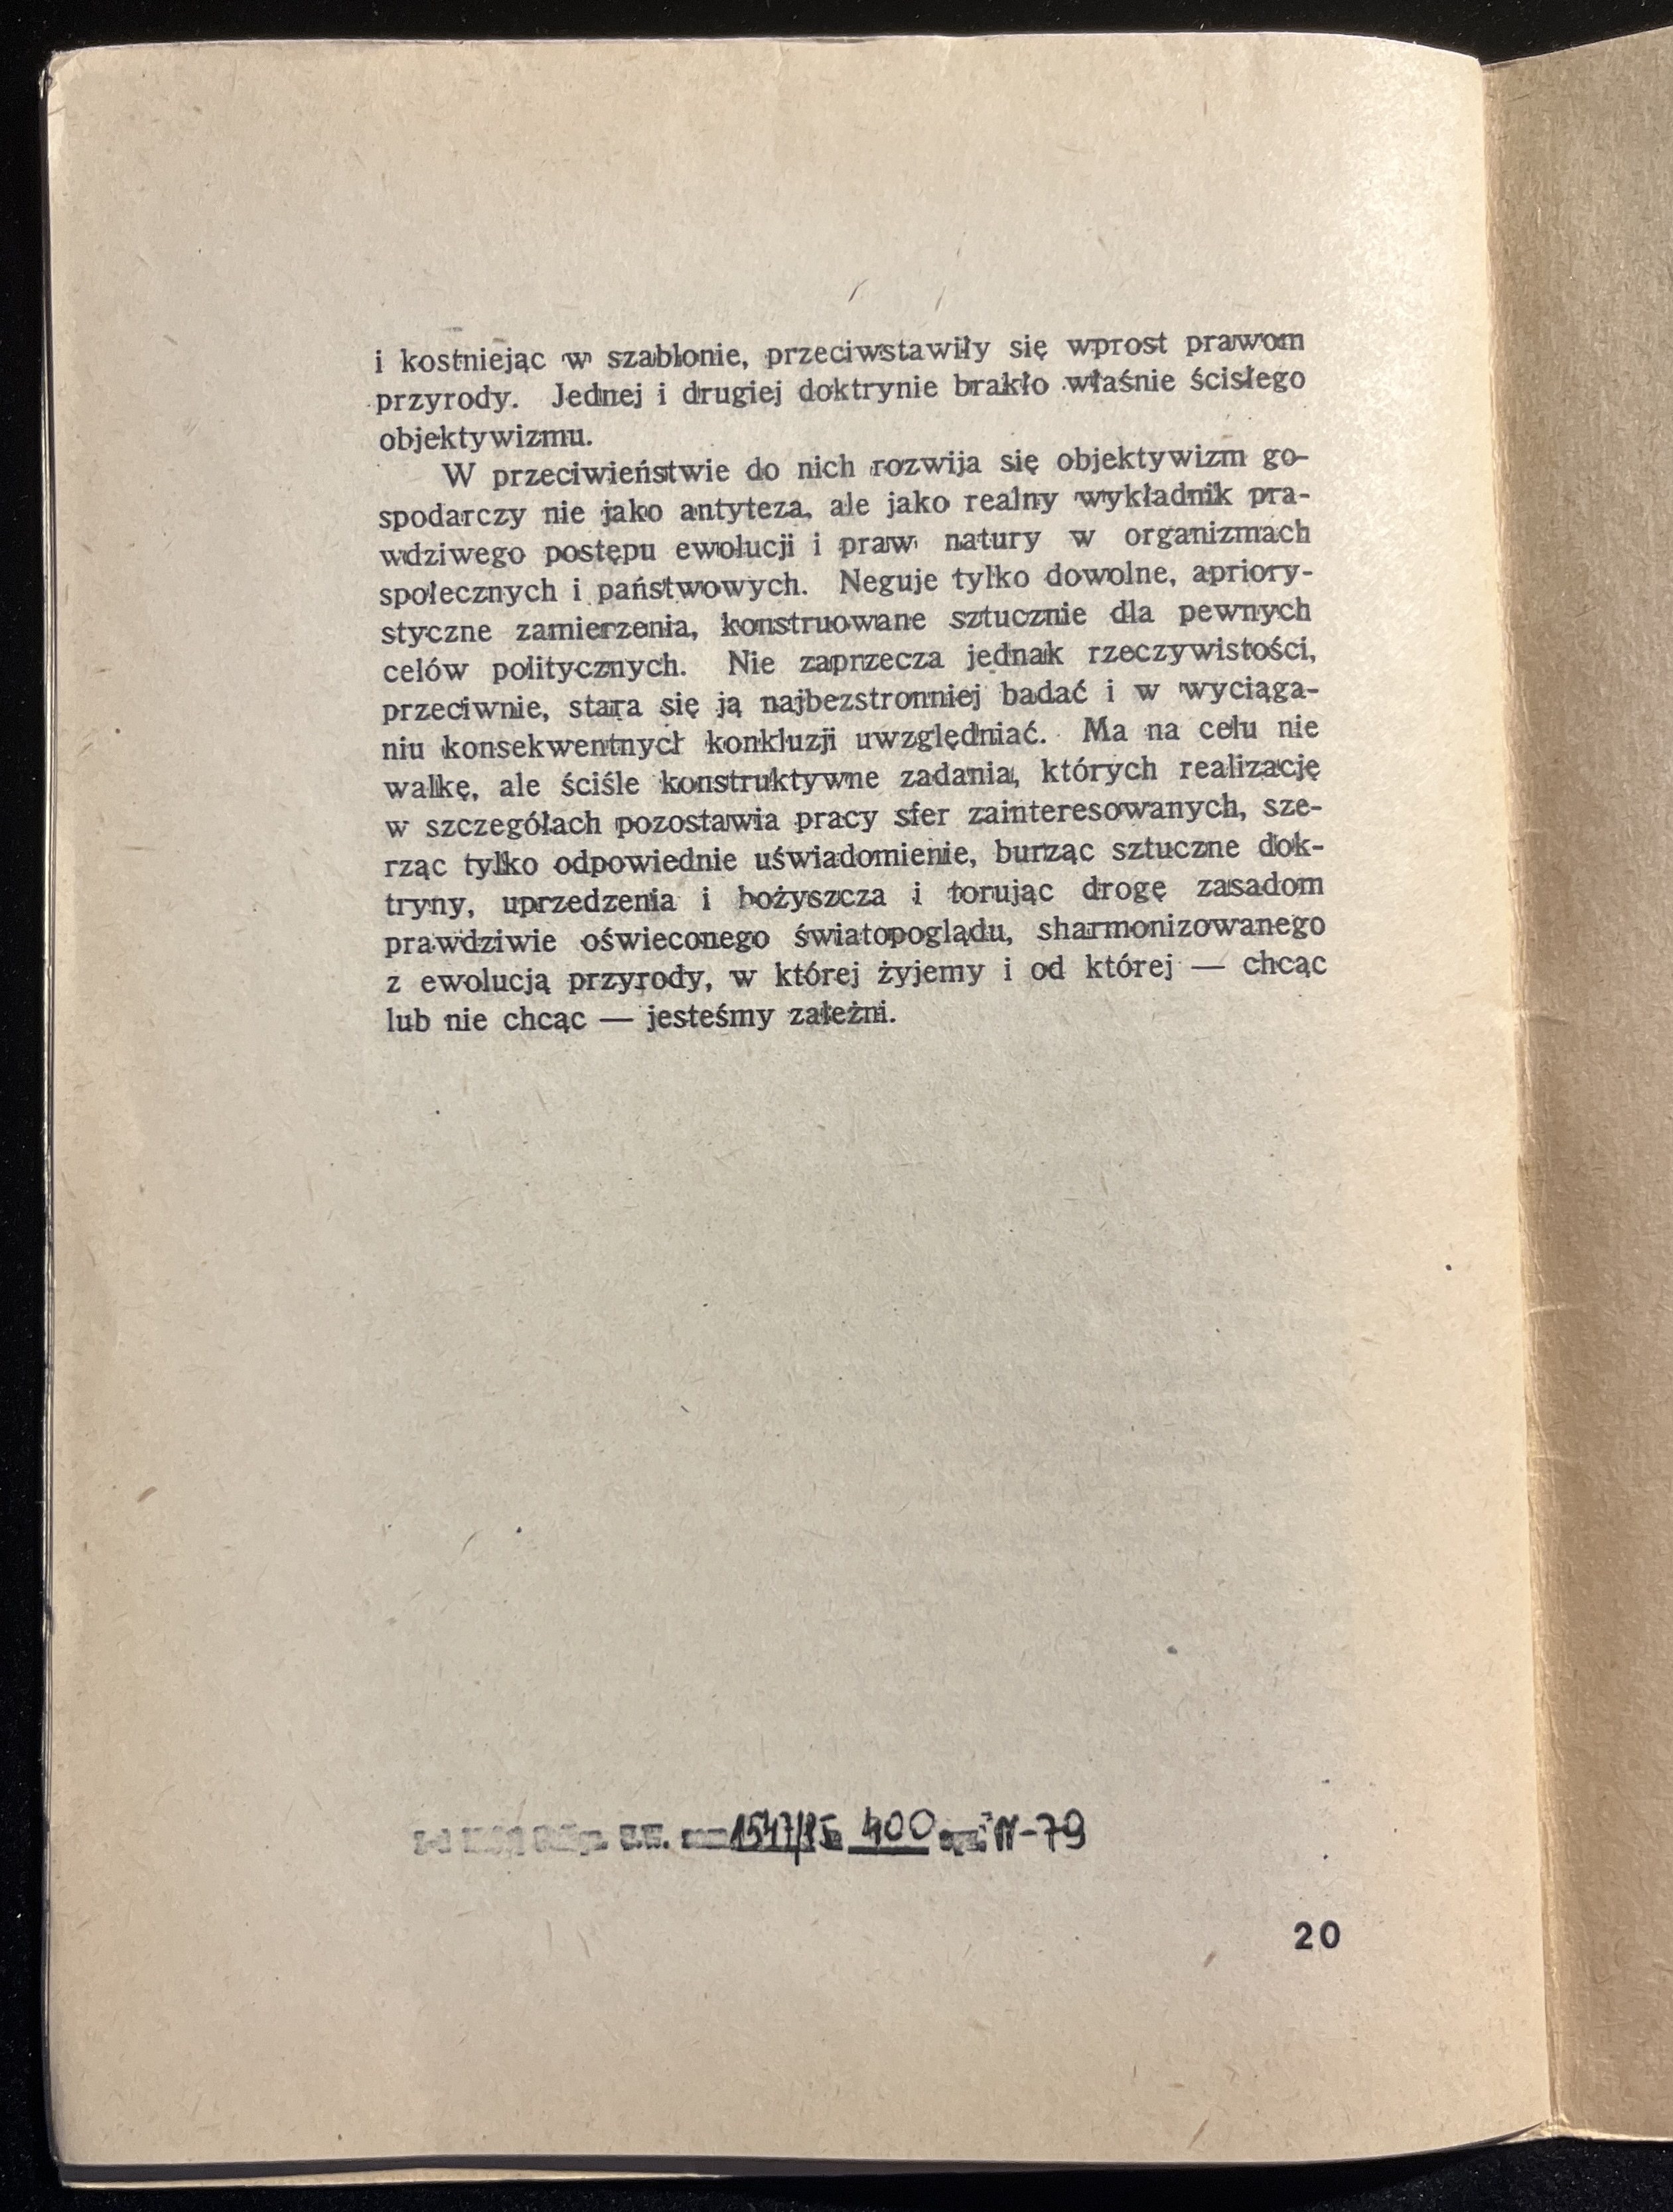 i kostniejąc w szablonie, przeciwstawiły się wprost prawom
przyrody. Jednej i drugiej doktrynie brakło właśnie ścisłego
objektywizmu.
W przeciwieństwie do nich rozwija się objektywizm go-
spodarczy nie jako antyteza, ale jako realny wykładnik pra-
wdziwego postępu ewolucji i praw natury w organizmach
społecznych i państwowych. Neguje tylko dowolne, apriory-
styczne zamierzenia, konstruowane sztucznie dla pewnych
celów politycznych. Nie zaprzecza jednak rzeczywistości,
przeciwnie, stara się ją najbezstronniej badać i w wyciąga-
niu konsekwentnych konkluzji uwzględniać. Ma na celu nie
walkę, ale ściśle konstruktywne zadania, których realizację
w szczegółach pozostawia pracy sfer zainteresowanych, sze-
rząc tylko odpowiednie uświadomienie, burząc sztuczne dok-
tryny, uprzedzenia i bożyszcza i torując drogę zasadom
prawdziwie oświeconego światopoglądu, sharmonizowanego
z ewolucją przyrody, w której żyjemy i od której — chcąc
lub nie chcąc — jesteśmy zależni.
400
20